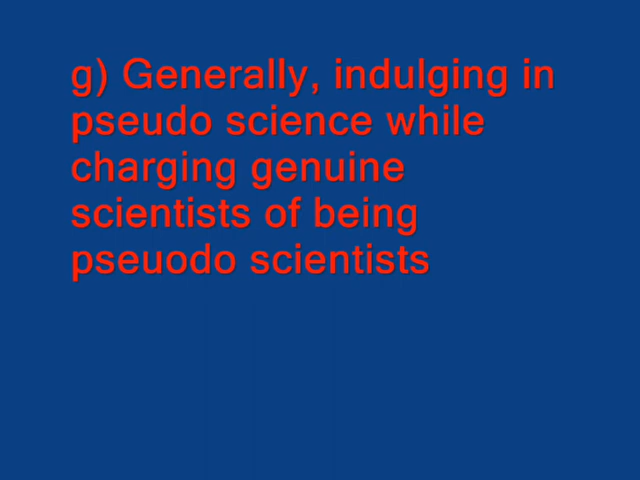 g) Generally, indulging in
pseudo science while
charging genuine
scientists of being
pseuodo scientists